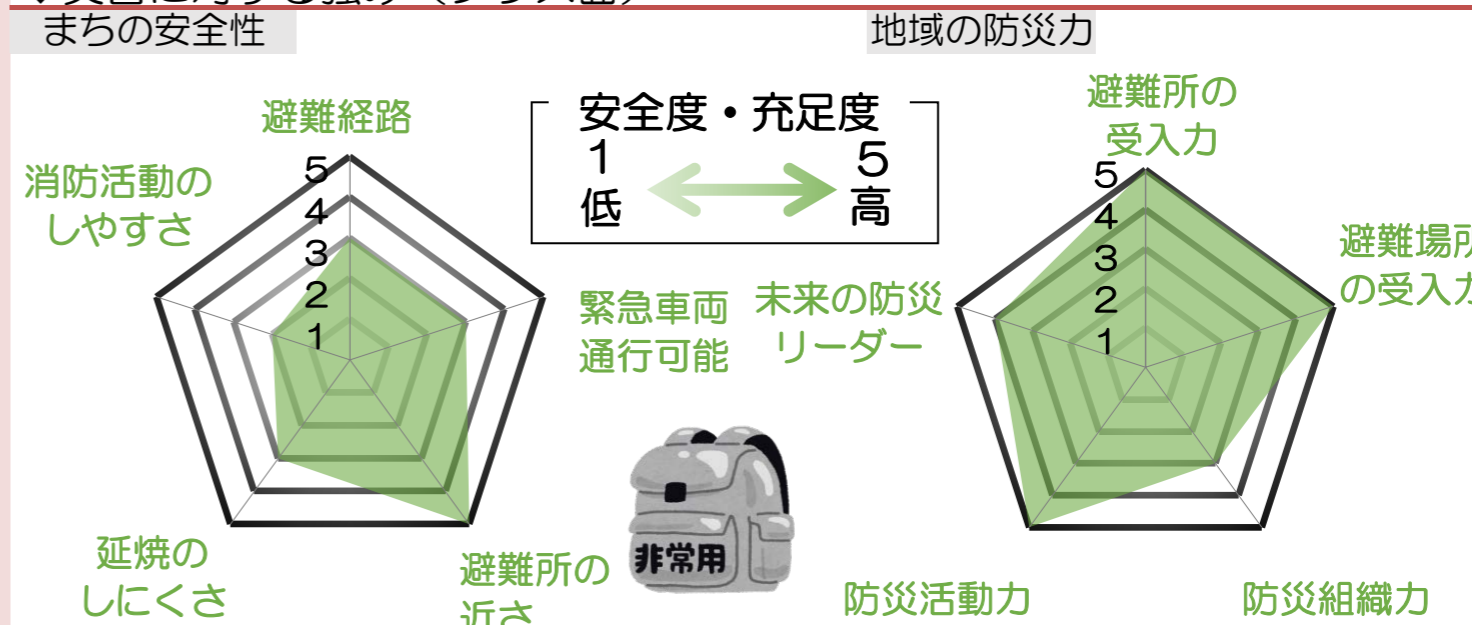 まちの安全性
避難経路
消防活動の
しやすさ
5
4
3
2
1
緊急車両
通行可能
延焼の
しにくさ
避難所の
近さ
安全度・充足度
1
5
低
高
非常用
地域の防災力
避難所の
受入力
5
4
3
2
1
避難場所
の受入力
未来の防災
リーダー
防災活動力
防災組織力